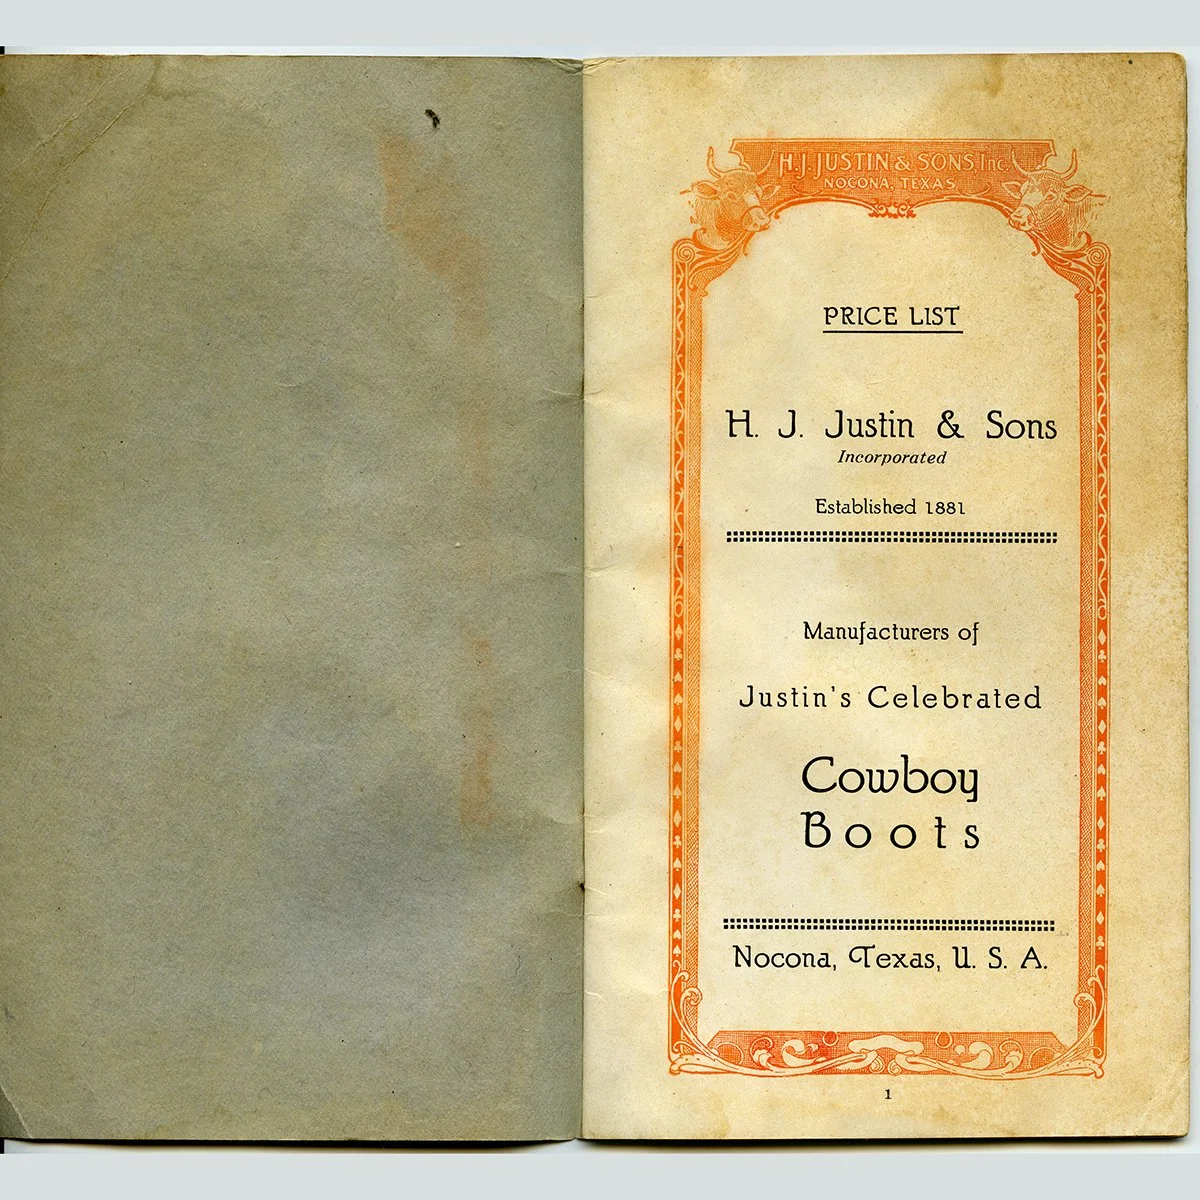 H. J. JUSTIN & SONS, Inc.
NOCONA, TEXAS
PRICE LIST
H. J. Justin & Sons
Incorporated
Established 1881
Manufacturers of
Justin's Celebrated
Cowboy
Boots
Nocona, Texas, U. S. A.
1